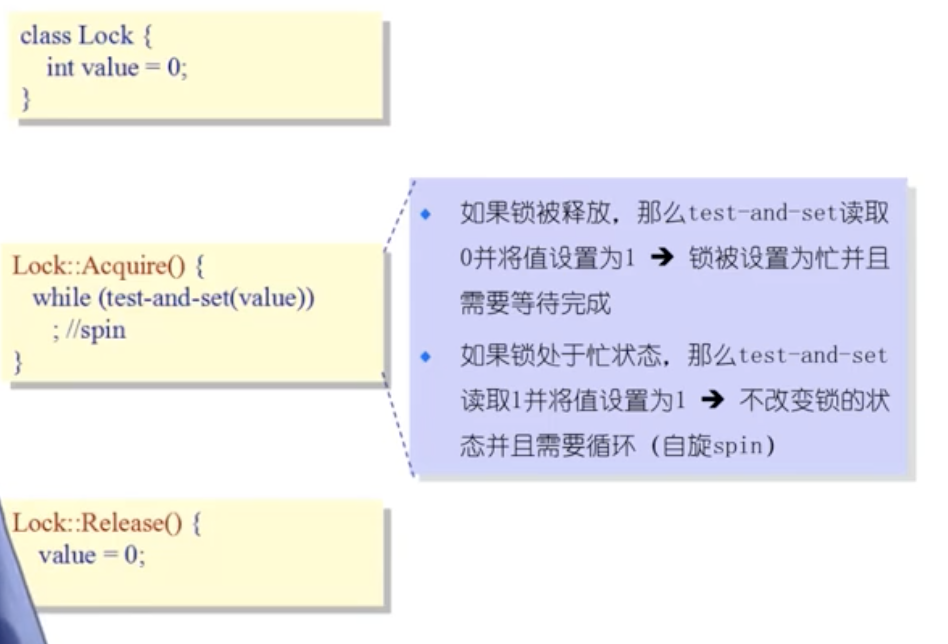 class Lock {
int value = 0;
}
如果锁被释放，那么test-and-set读取
0并将值设置为1 ➔ 锁被设置为忙并且
需要等待完成
如果锁处于忙状态，那么test-and-set
读取1并将值设置为1 ➔ 不改变锁的状
态并且需要循环（自旋spin）
Lock::Acquire() {
while (test-and-set(value))
; //spin
}
Lock::Release() {
value = 0;